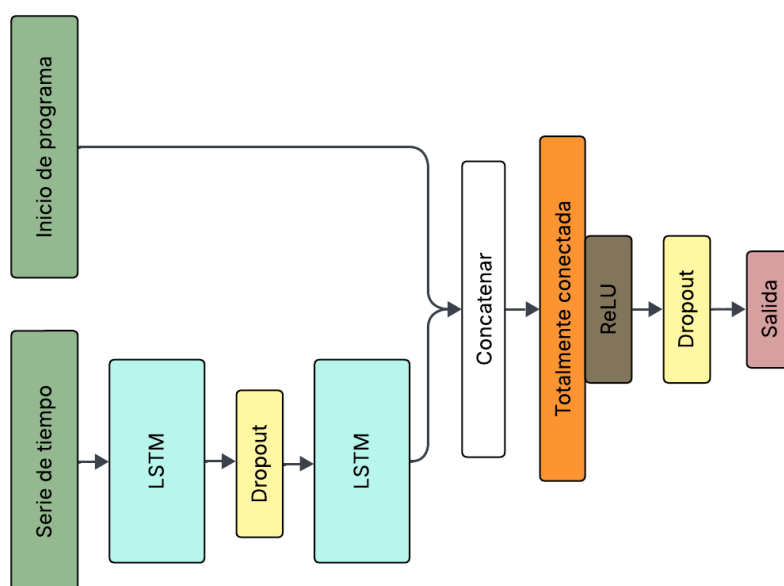 Inicio de programa
Serie de tiempo
LSTM
Dropout
LSTM
Concatenar
Totalmente conectada
ReLU
Dropout
Salida